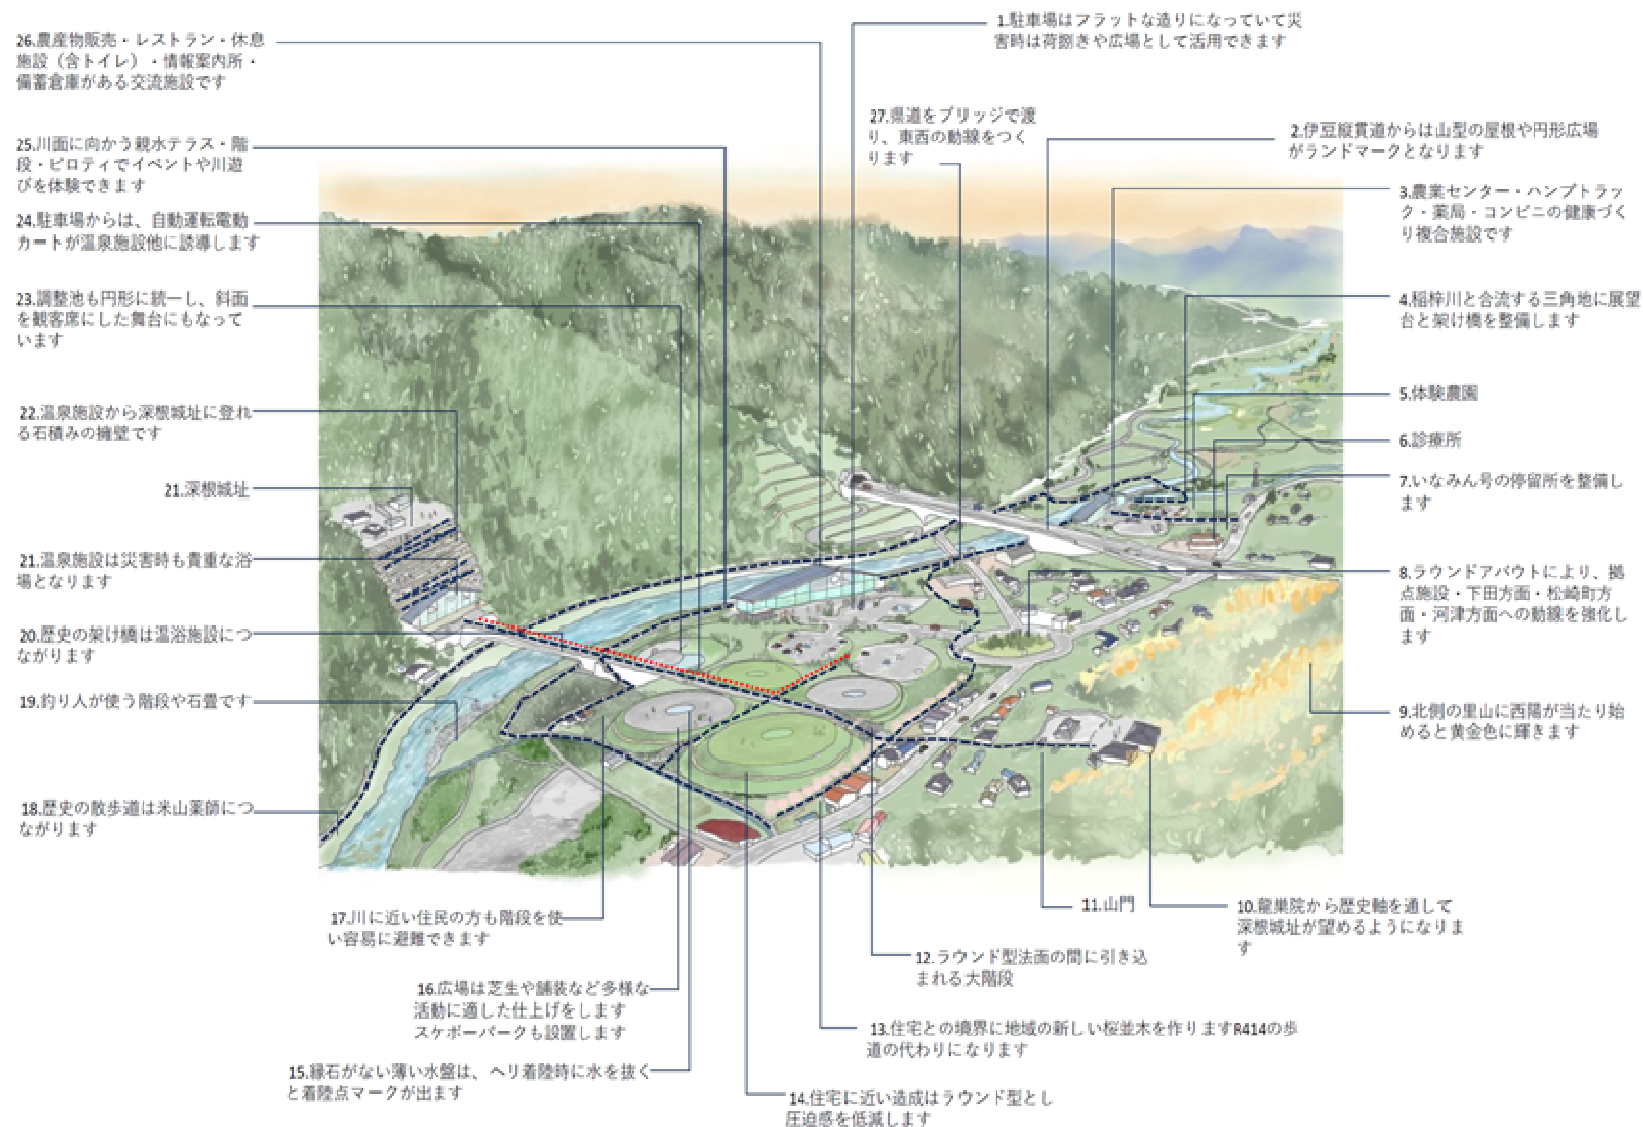 1.駐車場はフラットな造りになっていて災
害時は荷捌きや広場として活用できます
2.伊豆縦貫道からは山型の屋根や円形広場
がランドマークとなります
3.農業センター・ハンプトラッ
ク・薬局・コンビニの健康づく
り複合施設です
4.稲梓川と合流する三角地に展望
台と架け橋を整備します
5.体験農園
6.診療所
7.いなみん号の停留所を整備し
ます
8.ラウンドアバウトにより、拠
点施設・下田方面・松崎町方
面・河津方面への動線を強化し
ます
9.北側の里山に西陽が当たり始
めると黄金色に輝きます
10.龍巣院から歴史軸を通して
深根城址が望めるようになりま
す
11.山門
12.ラウンド型法面の間に引き込
まれる大階段
13.住宅との境界に地域の新しい桜並木を作りますR414の歩
道の代わりになります
14.住宅に近い造成はラウンド型とし
圧迫感を低減します
15.縁石がない薄い水盤は、ヘリ着陸時に水を抜く
と着陸点マークが出ます
16.広場は芝生や舗装など多様な
活動に適した仕上げをします
スケボーパークも設置します
17.川に近い住民の方も階段を使
い容易に避難できます
18.歴史の散歩道は米山薬師につ
ながります
19.釣り人が使う階段や石畳です
20.歴史の架け橋は温浴施設につ
ながります
21.温泉施設は災害時も貴重な浴
場となります
21.深根城址
22.温泉施設から深根城址に登れ
る石積みの擁壁です
23.調整池も円形に統一し、斜面
を観客席にした舞台にもなって
います
24.駐車場からは、自動運転電動
カートが温泉施設他に誘導します
25.川面に向かう親水テラス・階
段・ピロティでイベントや川遊
びを体験できます
26.農産物販売・レストラン・休息
施設（含トイレ）・情報案内所・
備蓄倉庫がある交流施設です
27.県道をブリッジで渡
り、東西の動線をつく
ります